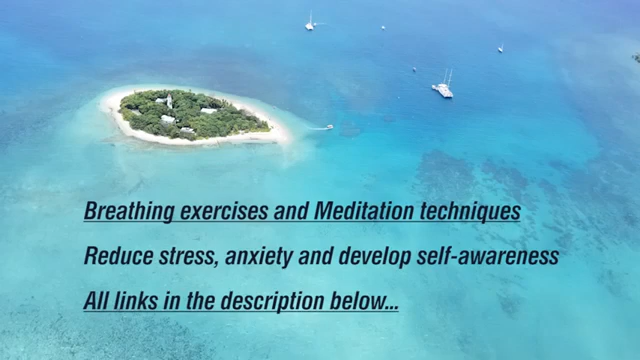 Breathing exercises and Meditation techniques
Reduce stress, anxiety and develop self-awareness
All links in the description below...